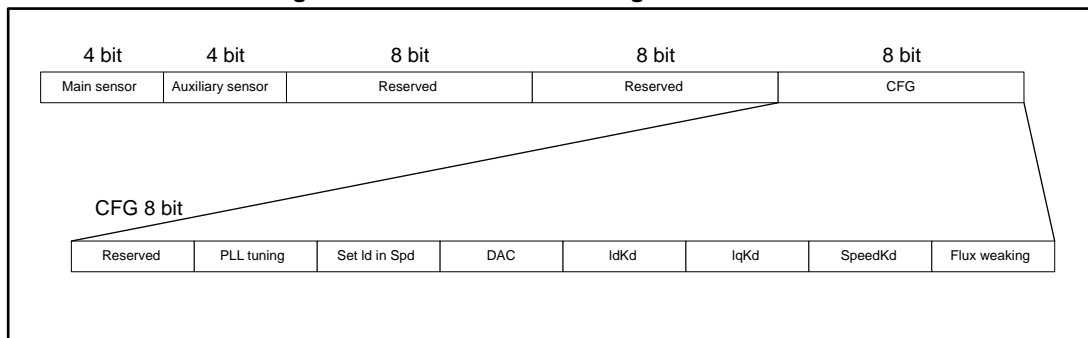 4 bit 4 bit 8 bit 8 bit 8 bit
Main sensor Auxiliary sensor Reserved Reserved CFG
CFG 8 bit
Reserved PLL tuning Set Id in Spd DAC IdKd IqKd SpeedKd Flux weaking